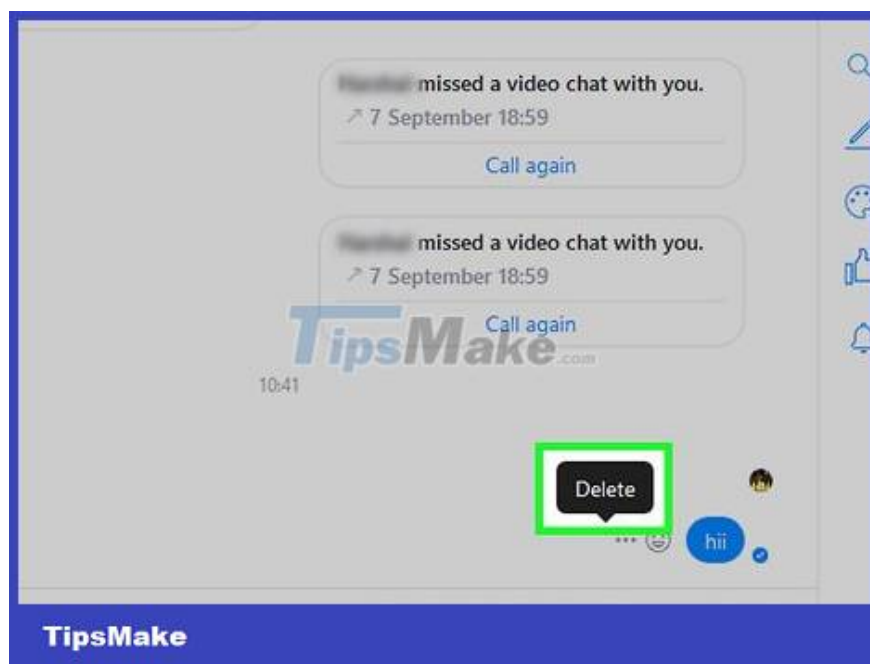 missed a video chat with you.
7 September 18:59
Call again
missed a video chat with you.
7 September 18:59
Call again
TipsMake.com
10:41
Delete
hii
TipsMake